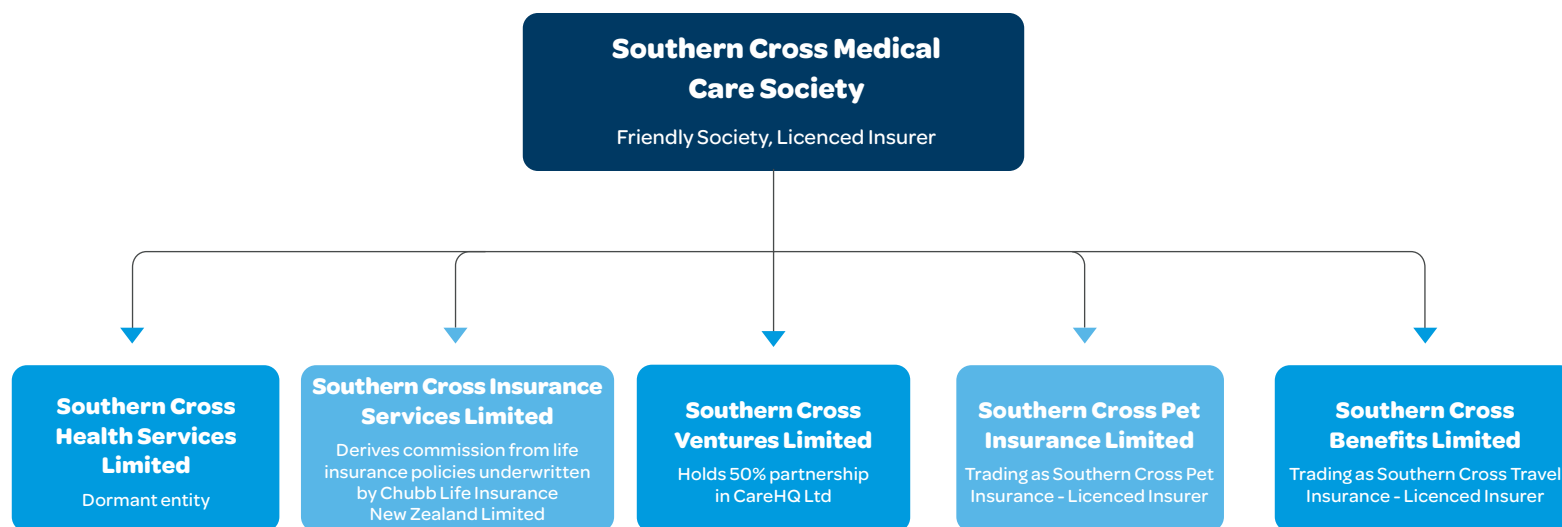 Southern Cross Medical
Care Society
Friendly Society, Licenced Insurer
Southern Cross
Health Services
Limited
Dormant entity
Southern Cross Insurance
Services Limited
Derives commission from life
insurance policies underwritten
by Chubb Life Insurance
New Zealand Limited
Southern Cross
Ventures Limited
Holds 50% partnership
in CareHQ Ltd
Southern Cross Pet
Insurance Limited
Trading as Southern Cross Pet
Insurance - Licenced Insurer
Southern Cross
Benefits Limited
Trading as Southern Cross Travel
Insurance - Licenced Insurer